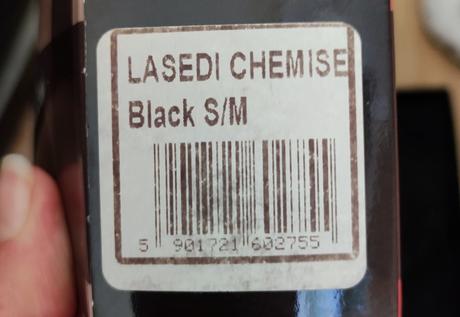 LASEDI CHEMISE
Black S/M
5 901721 602755